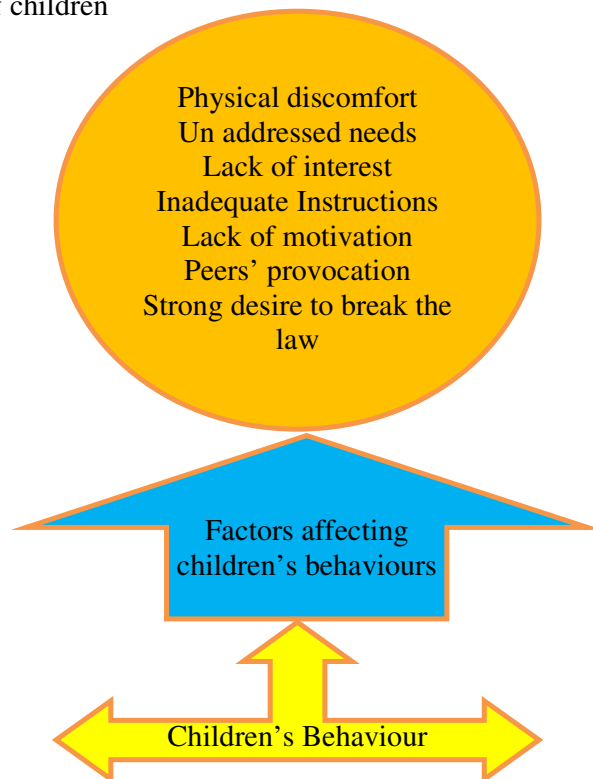 children
Physical discomfort
Un addressed needs
Lack of interest
Inadequate Instructions
Lack of motivation
Peers’ provocation
Strong desire to break the
law
Factors affecting
children’s behaviours
Children’s Behaviour